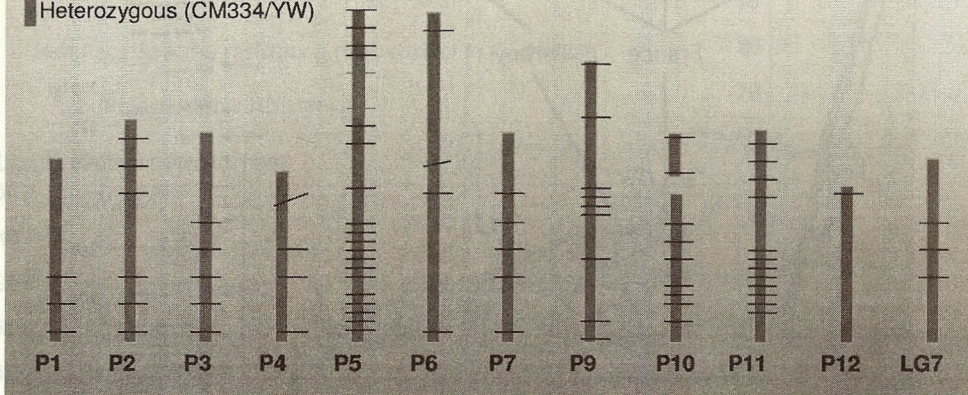 Heterozygous (CM334/YW)
P1 P2 P3 P4 P5 P6 P7 P9 P10 P11 P12 LG7